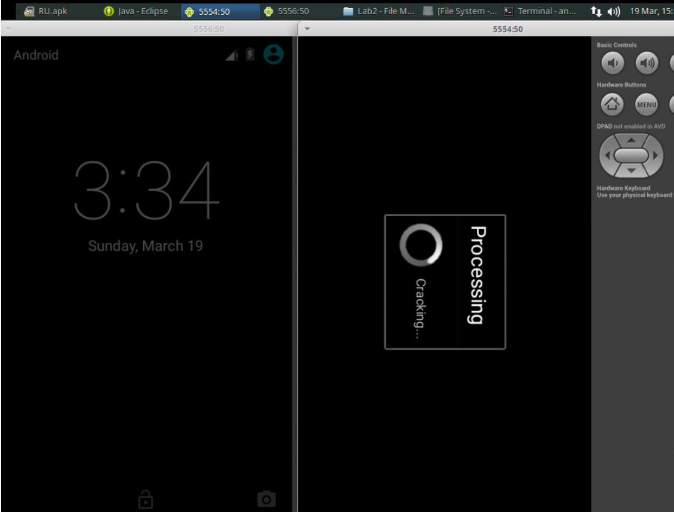 RU.apk
Java - Eclipse
5554:50
5556:50
Lab2 - File M...
[File System -...
Terminal - an...
19 Mar, 15:
5556:50
5554:50
Android
3:34
Sunday, March 19
Processing
Cracking...
Basic Controls
Hardware Buttons
MENU
DPAD not enabled in AVD
Hardware Keyboard
Use your physical keyboard